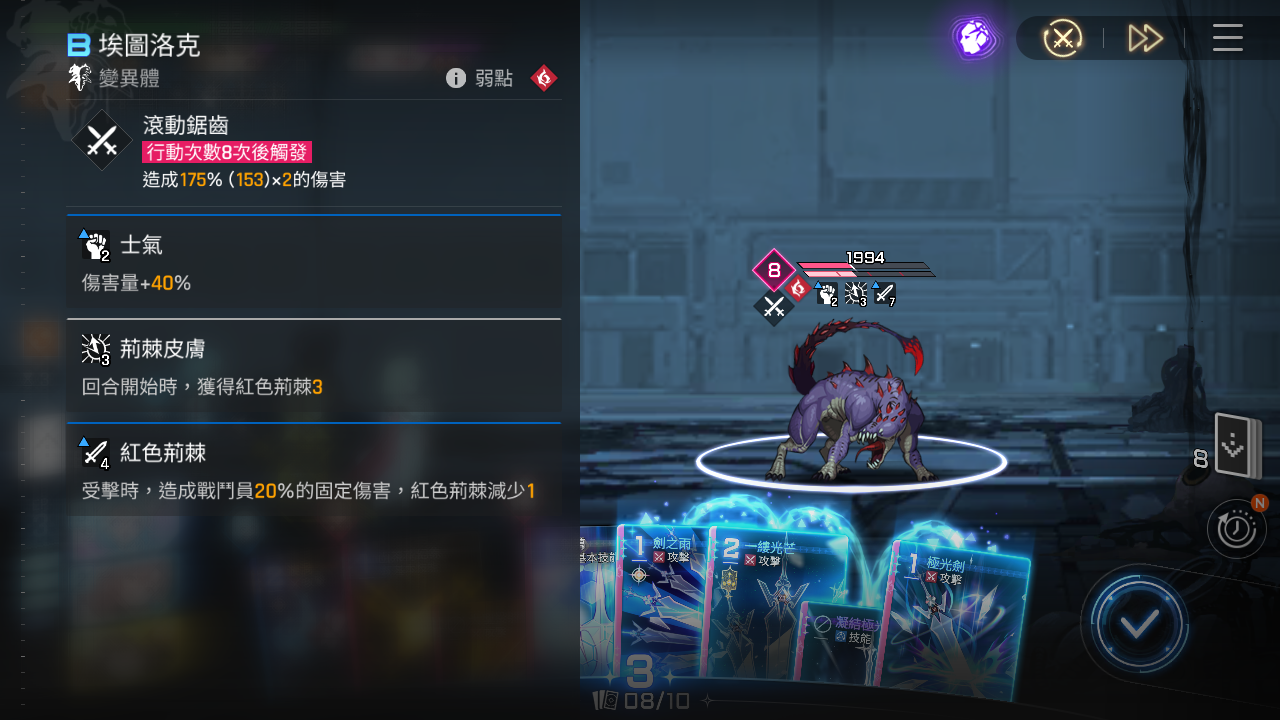 B 埃圖洛克
變異體
弱點
滾動鋸齒
行動次數8次後觸發
造成175% (153)×2的傷害
2
士氣
傷害量+40%
3
荊棘皮膚
回合開始時，獲得紅色荊棘3
4
紅色荊棘
受擊時，造成戰鬥員20%的固定傷害，紅色荊棘減少1
8
1994
2
3
7
8
N
基本技能
1 劍之雨
攻擊
2 一縷光芒
攻擊
凝結極光
技能
1 極光劍
攻擊
3
08/10